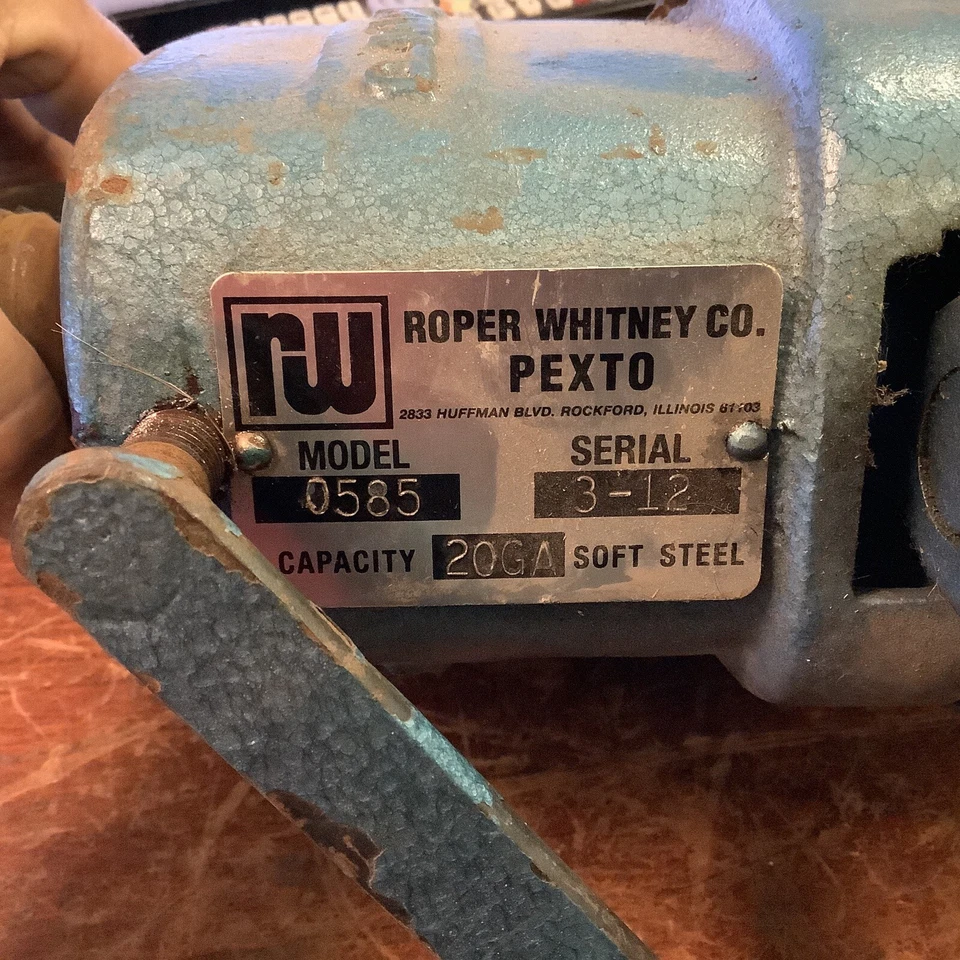 rw
ROPER WHITNEY CO.
PEXTO
2833 HUFFMAN BLVD. ROCKFORD, ILLINOIS 61103
MODEL SERIAL
0585 3-12
CAPACITY 20GA SOFT STEEL